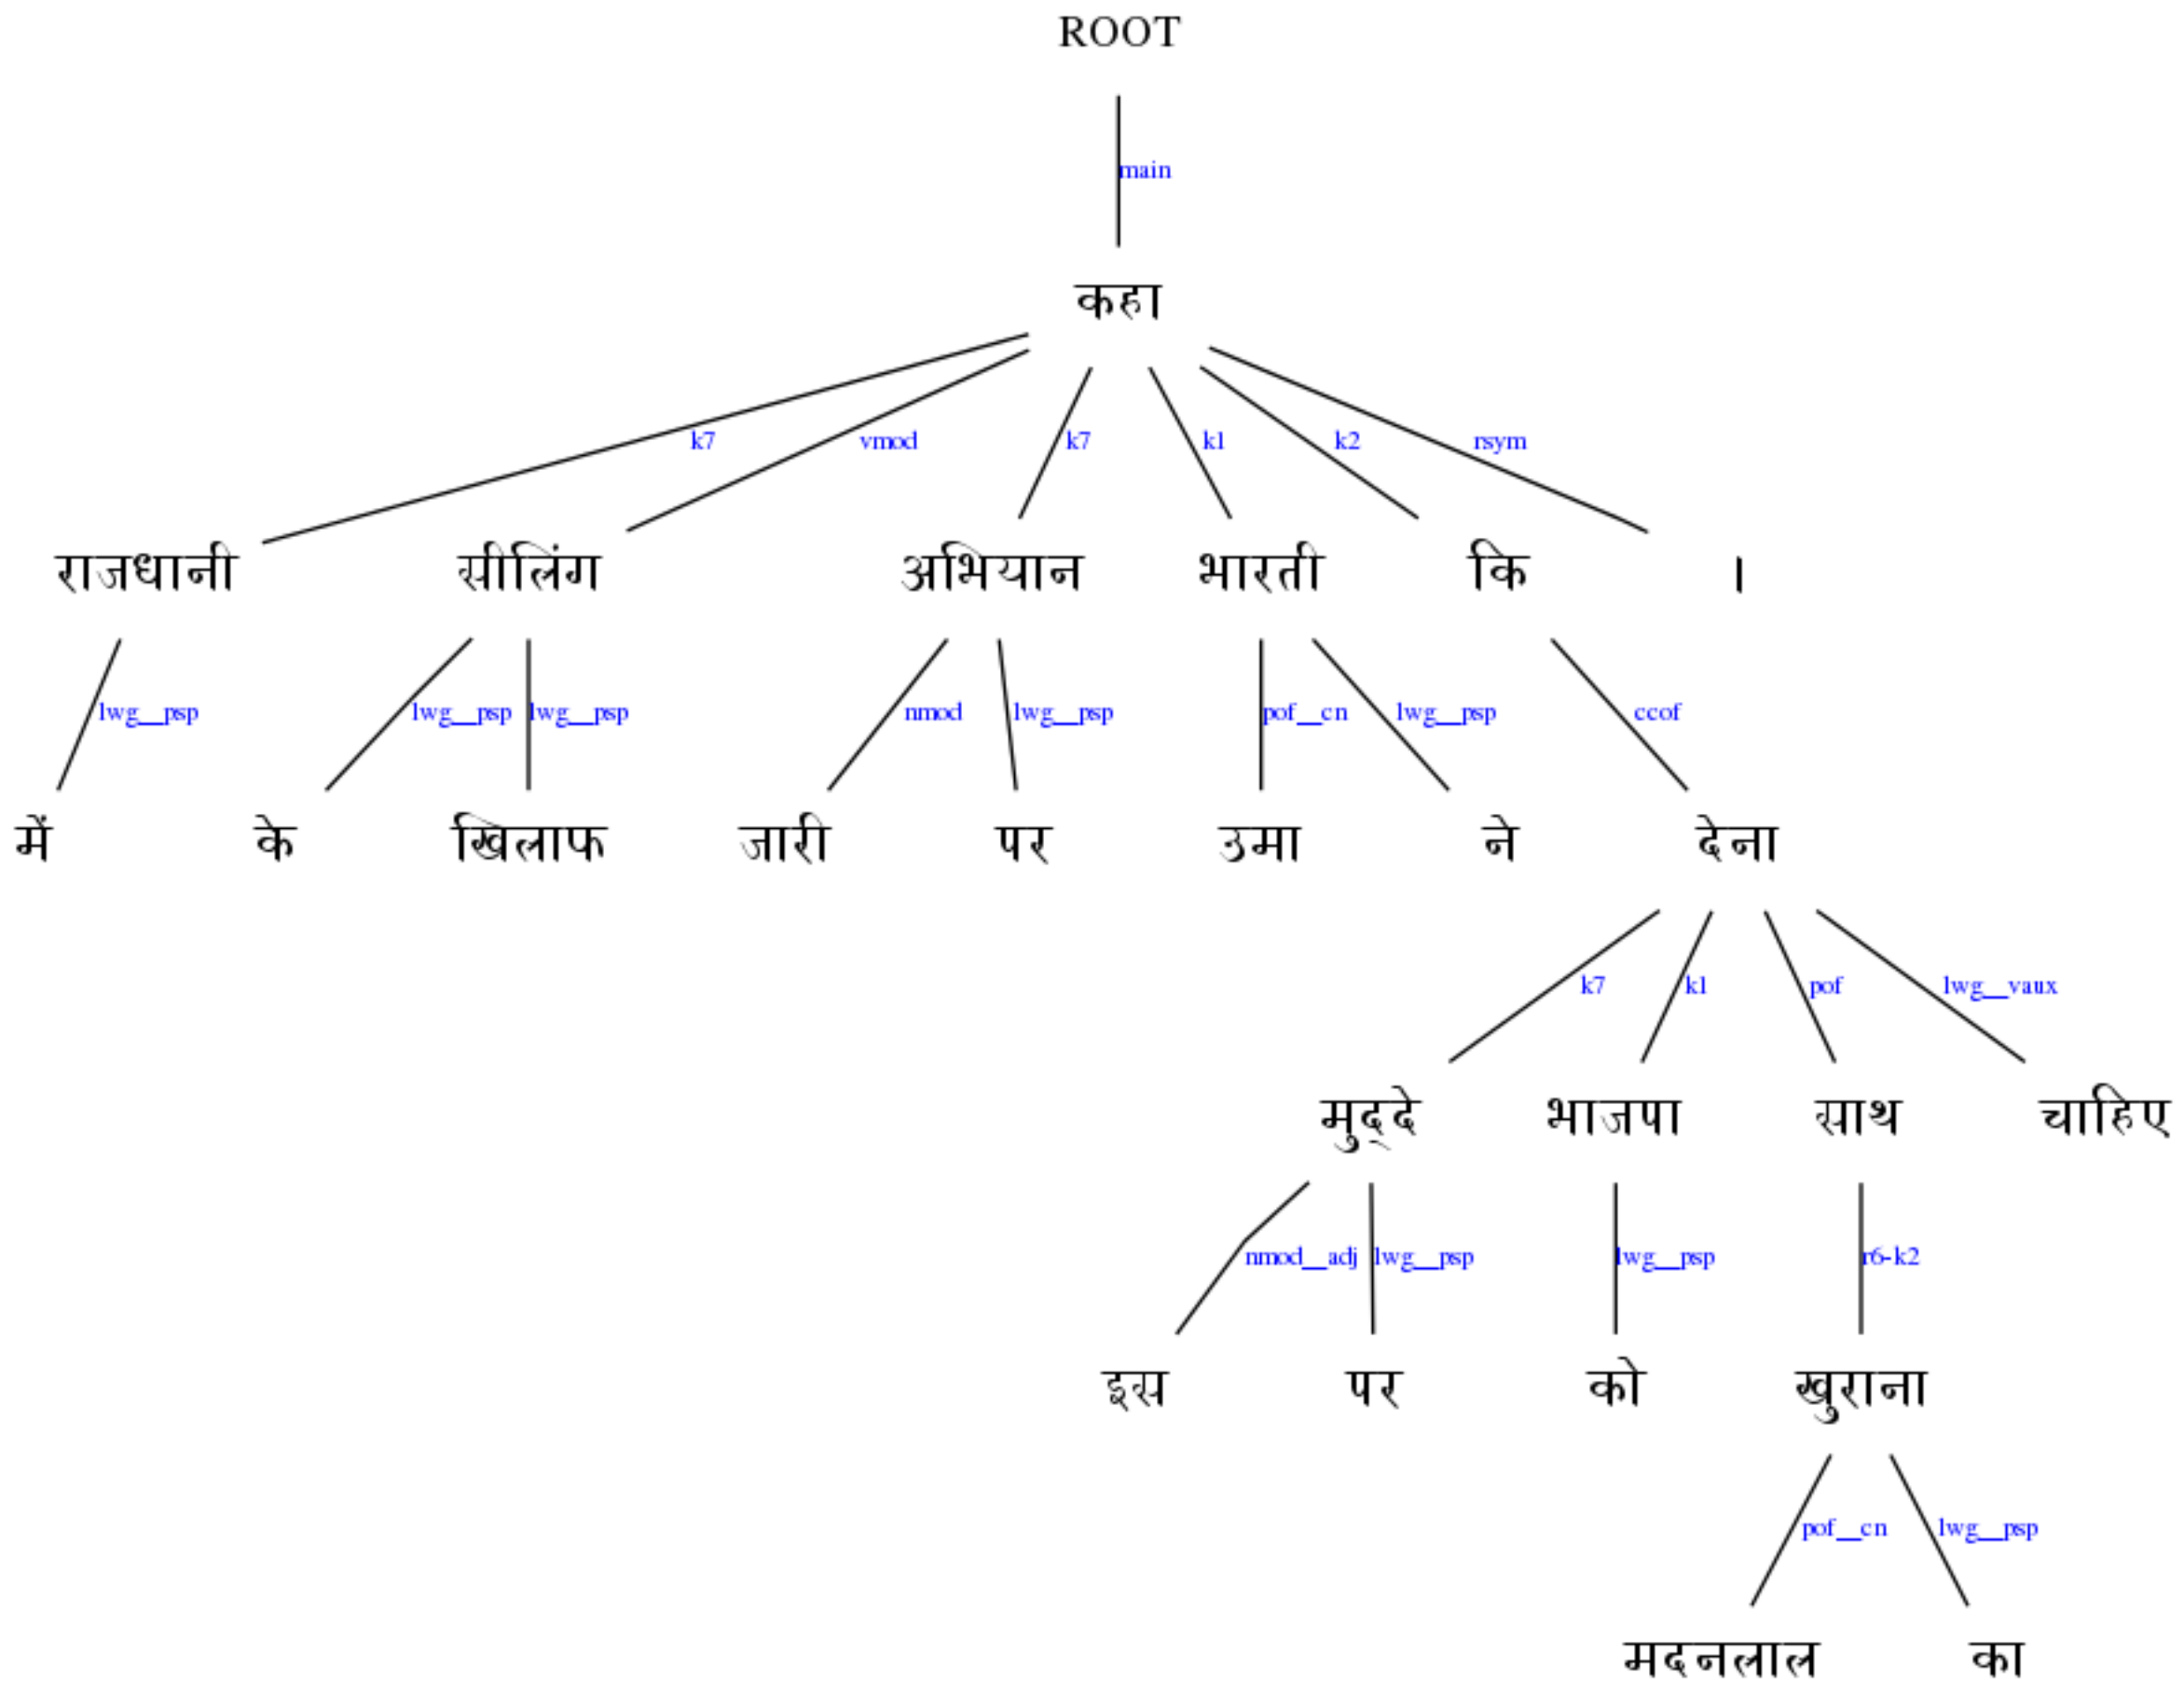 ROOT
main
कहा
k7 vmod k7 k1 k2 rsym
राजधानी सीलिंग अभियान भारती कि ।
lwg__psp lwg__psp lwg__psp nmod lwg__psp pof__cn lwg__psp ccof
में के खिलाफ जारी पर उमा ने देना
k7 k1 pof lwg__vaux
मुद्दे भाजपा साथ चाहिए
nmod__adj lwg__psp lwg__psp r6-k2
इस पर को खुराना
pof__cn lwg__psp
मदनलाल का